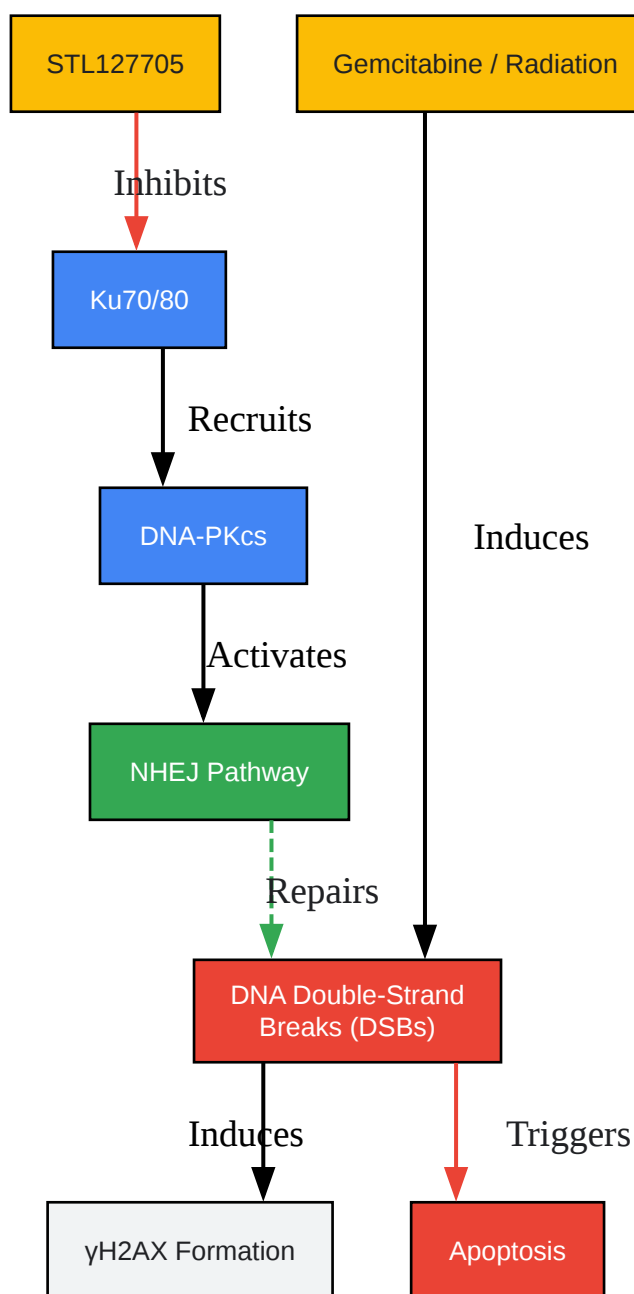 STL127705
Gemcitabine / Radiation
Inhibits
Ku70/80
Recruits
DNA-PKcs
Induces
Activates
NHEJ Pathway
Repairs
DNA Double-Strand
Breaks (DSBs)
Induces
Triggers
γH2AX Formation
Apoptosis